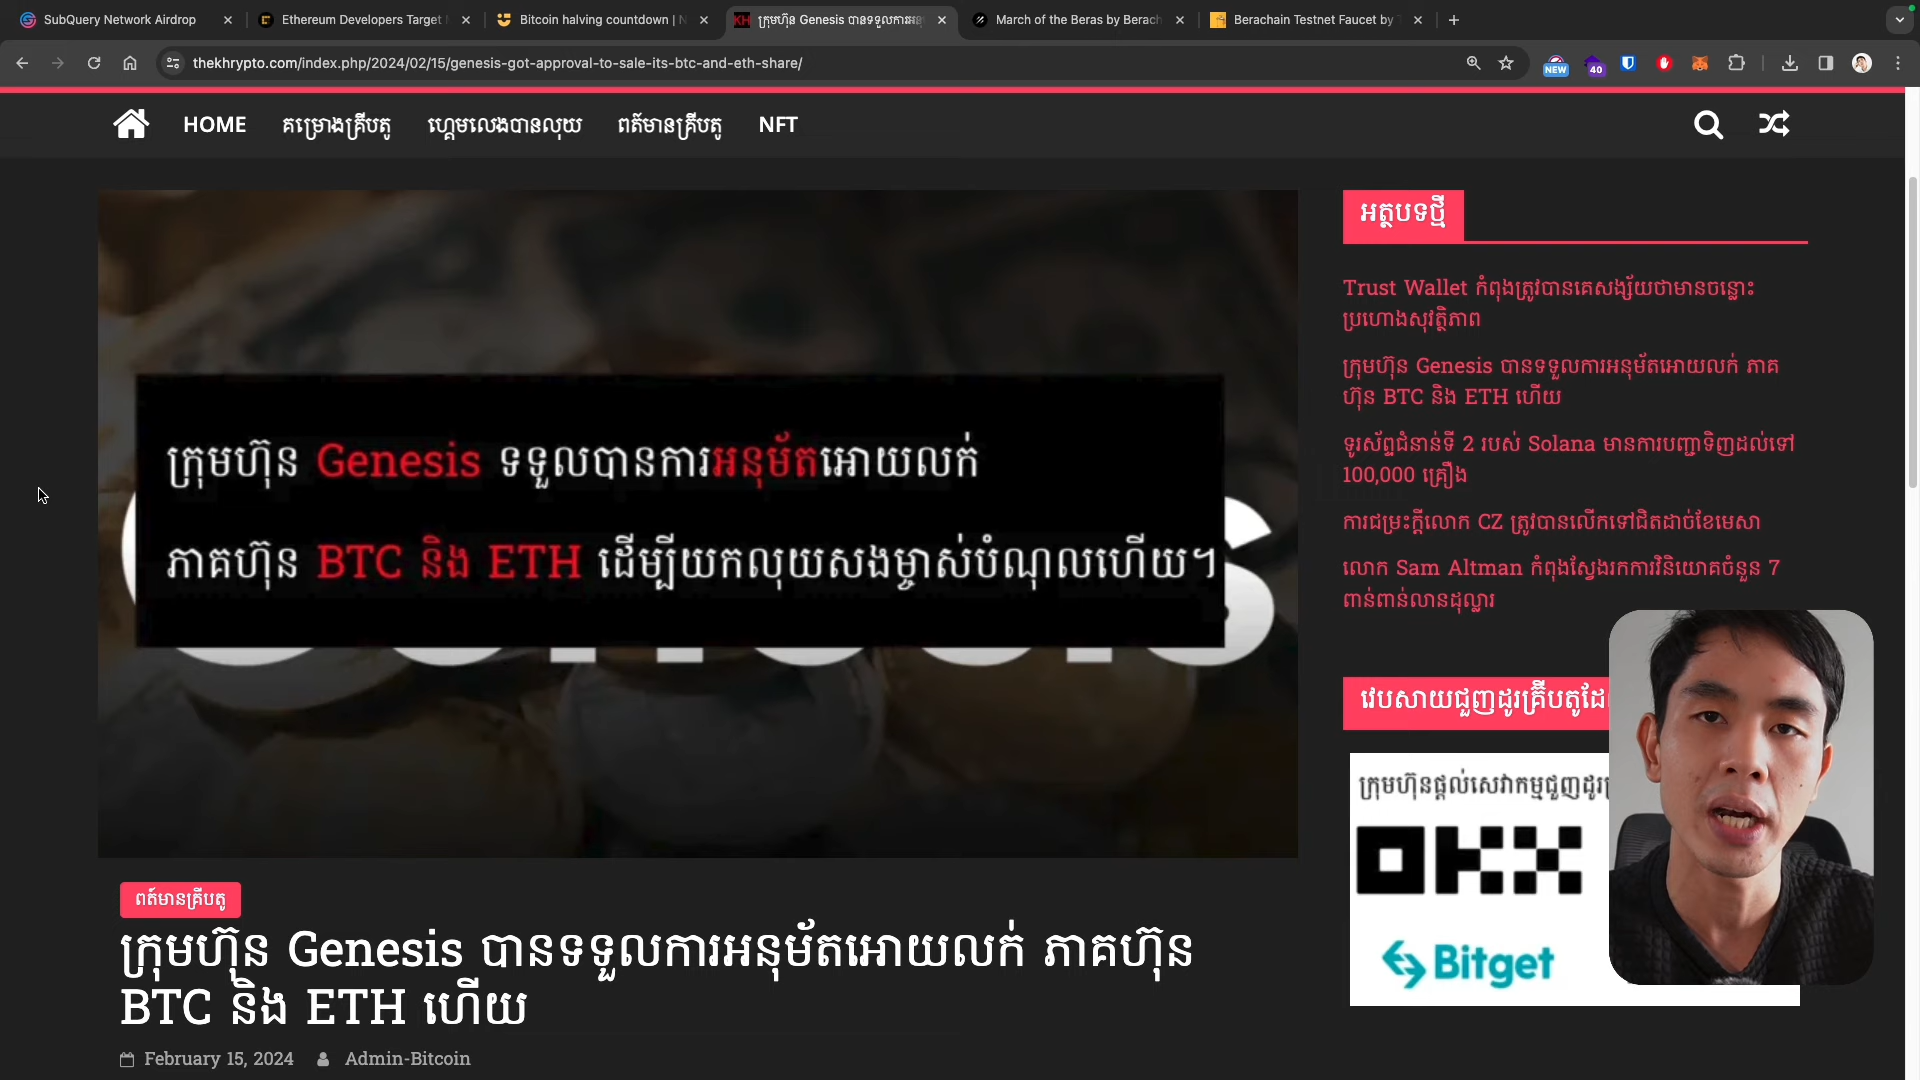 SubQuery Network Airdrop
Ethereum Developers Target
Bitcoin halving countdown |
KH ក្រុមហ៊ុន Genesis បានទទួលការអនុ
March of the Beras by Berach
Berachain Testnet Faucet by
thekhrypto.com/index.php/2024/02/15/genesis-got-approval-to-sale-its-btc-and-eth-share/
NEW
40
HOME គម្រោងគ្រីបតូ ហ្គេមលេងបានលុយ ពត៍មានគ្រីបតូ NFT
ក្រុមហ៊ុន Genesis ទទួលបានការអនុម័តអោយលក់
ភាគហ៊ុន BTC និង ETH ដើម្បីយកលុយសងម្ចាស់បំណុលហើយ។
ពត៍មានគ្រីបតូ
ក្រុមហ៊ុន Genesis បានទទួលការអនុម័តអោយលក់ ភាគហ៊ុន
BTC និង ETH ហើយ
February 15, 2024 Admin-Bitcoin
អត្ថបទថ្មី
Trust Wallet កំពុងត្រូវបានគេសង្ស័យថាមានចន្លោះ
ប្រហោងសុវត្ថិភាព
ក្រុមហ៊ុន Genesis បានទទួលការអនុម័តអោយលក់ ភាគ
ហ៊ុន BTC និង ETH ហើយ
ទូរស័ព្ទជំនាន់ទី 2 របស់ Solana មានការបញ្ជាទិញដល់ទៅ
100,000 គ្រឿង
ការជម្រះក្តីលោក CZ ត្រូវបានលើកទៅជិតដាច់ខែមេសា
លោក Sam Altman កំពុងស្វែងរកការវិនិយោគចំនួន 7
ពាន់ពាន់លានដុល្លារ
វេបសាយជួញដូរគ្រីបតូដែ
ក្រុមហ៊ុនផ្តល់សេវាកម្មជួញដូរ
OKX
Bitget